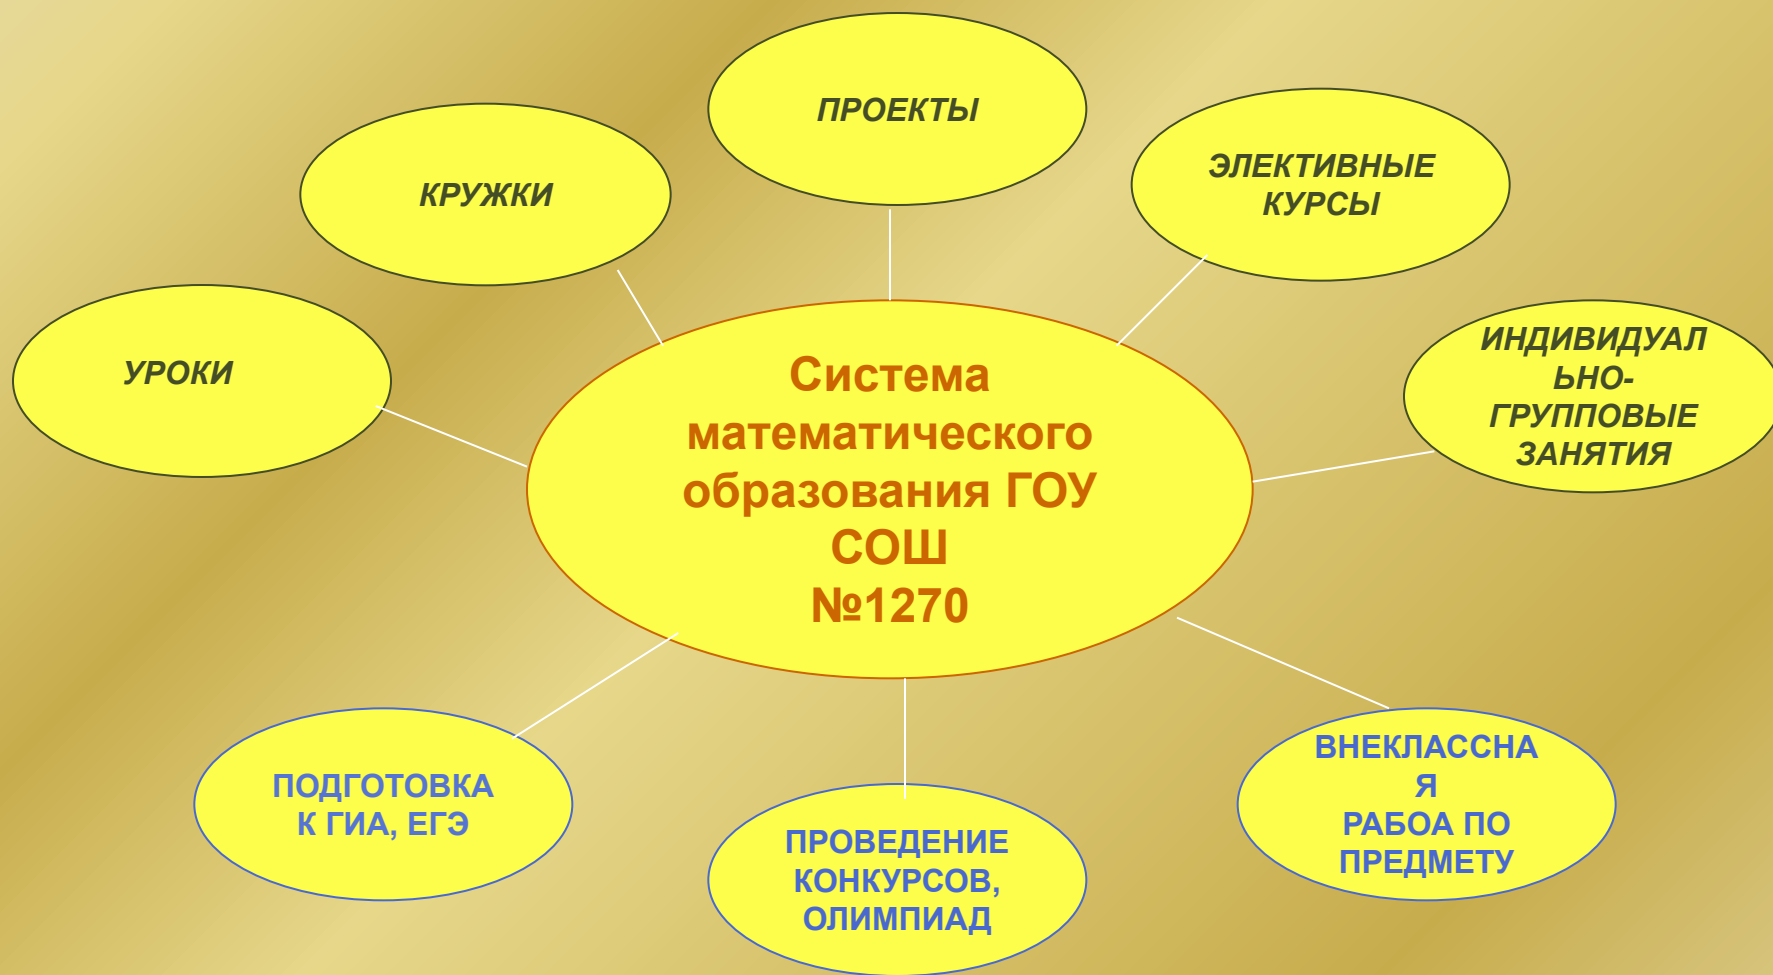 ПРОЕКТЫ
КРУЖКИ
ЭЛЕКТИВНЫЕ
КУРСЫ
УРОКИ
ИНДИВИДУАЛ
ЬНО-
ГРУППОВЫЕ
ЗАНЯТИЯ
Система
математического
образования ГОУ
СОШ
№1270
ПОДГОТОВКА
К ГИА, ЕГЭ
ПРОВЕДЕНИЕ
КОНКУРСОВ,
ОЛИМПИАД
ВНЕКЛАССНА
Я
РАБОА ПО
ПРЕДМЕТУ